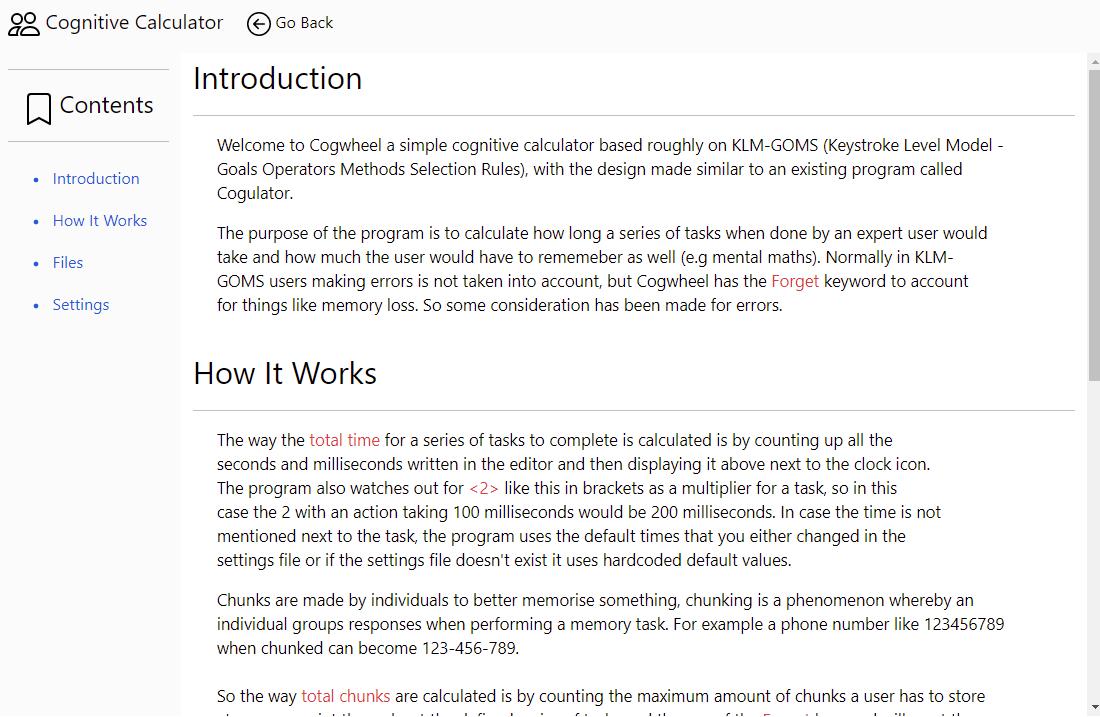 Cognitive Calculator
Go Back
Contents
Introduction
How It Works
Files
Settings
Introduction
Welcome to Cogwheel a simple cognitive calculator based roughly on KLM-GOMS (Keystroke Level Model -
Goals Operators Methods Selection Rules), with the design made similar to an existing program called
Cogulator.
The purpose of the program is to calculate how long a series of tasks when done by an expert user would
take and how much the user would have to rememeber as well (e.g mental maths). Normally in KLM-
GOMS users making errors is not taken into account, but Cogwheel has the Forget keyword to account
for things like memory loss. So some consideration has been made for errors.
How It Works
The way the total time for a series of tasks to complete is calculated is by counting up all the
seconds and milliseconds written in the editor and then displaying it above next to the clock icon.
The program also watches out for <2> like this in brackets as a multiplier for a task, so in this
case the 2 with an action taking 100 milliseconds would be 200 milliseconds. In case the time is not
mentioned next to the task, the program uses the default times that you either changed in the
settings file or if the settings file doesn't exist it uses hardcoded default values.
Chunks are made by individuals to better memorise something, chunking is a phenomenon whereby an
individual groups responses when performing a memory task. For example a phone number like 123456789
when chunked can become 123-456-789.
So the way total chunks are calculated is by counting the maximum amount of chunks a user has to store